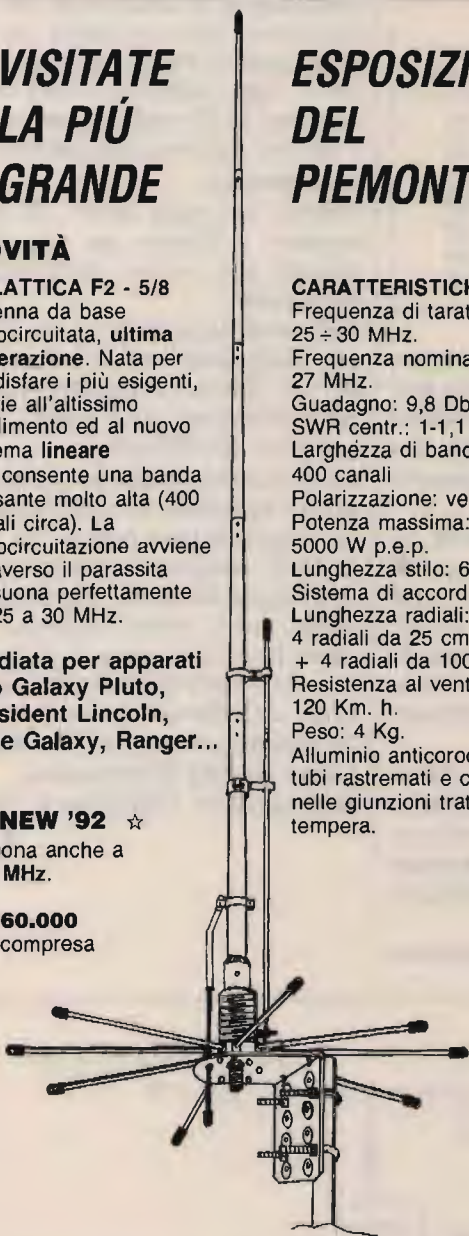 VISITATE
LA PIÚ
GRANDE
OVITÀ
LATTICA F2 - 5/8
enna da base
ocircuitata, ultima
erazione. Nata per
disfare i più esigenti,
ie all'altissimo
dimento ed al nuovo
ema lineare
consente una banda
sante molto alta (400
ali circa). La
ocircuitazione avviene
averso il parassita
suona perfettamente
25 a 30 MHz.
diata per apparati
o Galaxy Pluto,
sident Lincoln,
e Galaxy, Ranger...
NEW '92 ☆
ona anche a
MHz.
60.000
compresa
ESPOSIZI
DEL
PIEMONT
CARATTERISTICH
Frequenza di tarat
25÷30 MHz.
Frequenza nomina
27 MHz.
Guadagno: 9,8 Db
SWR centr.: 1-1,1
Larghezza di band
400 canali
Polarizzazione: ve
Potenza massima:
5000 W p.e.p.
Lunghezza stilo: 6
Sistema di accord
Lunghezza radiali:
4 radiali da 25 cm
+ 4 radiali da 100
Resistenza al vent
120 Km. h.
Peso: 4 Kg.
Alluminio anticoroc
tubi rastremati e c
nelle giunzioni trat
tempera.